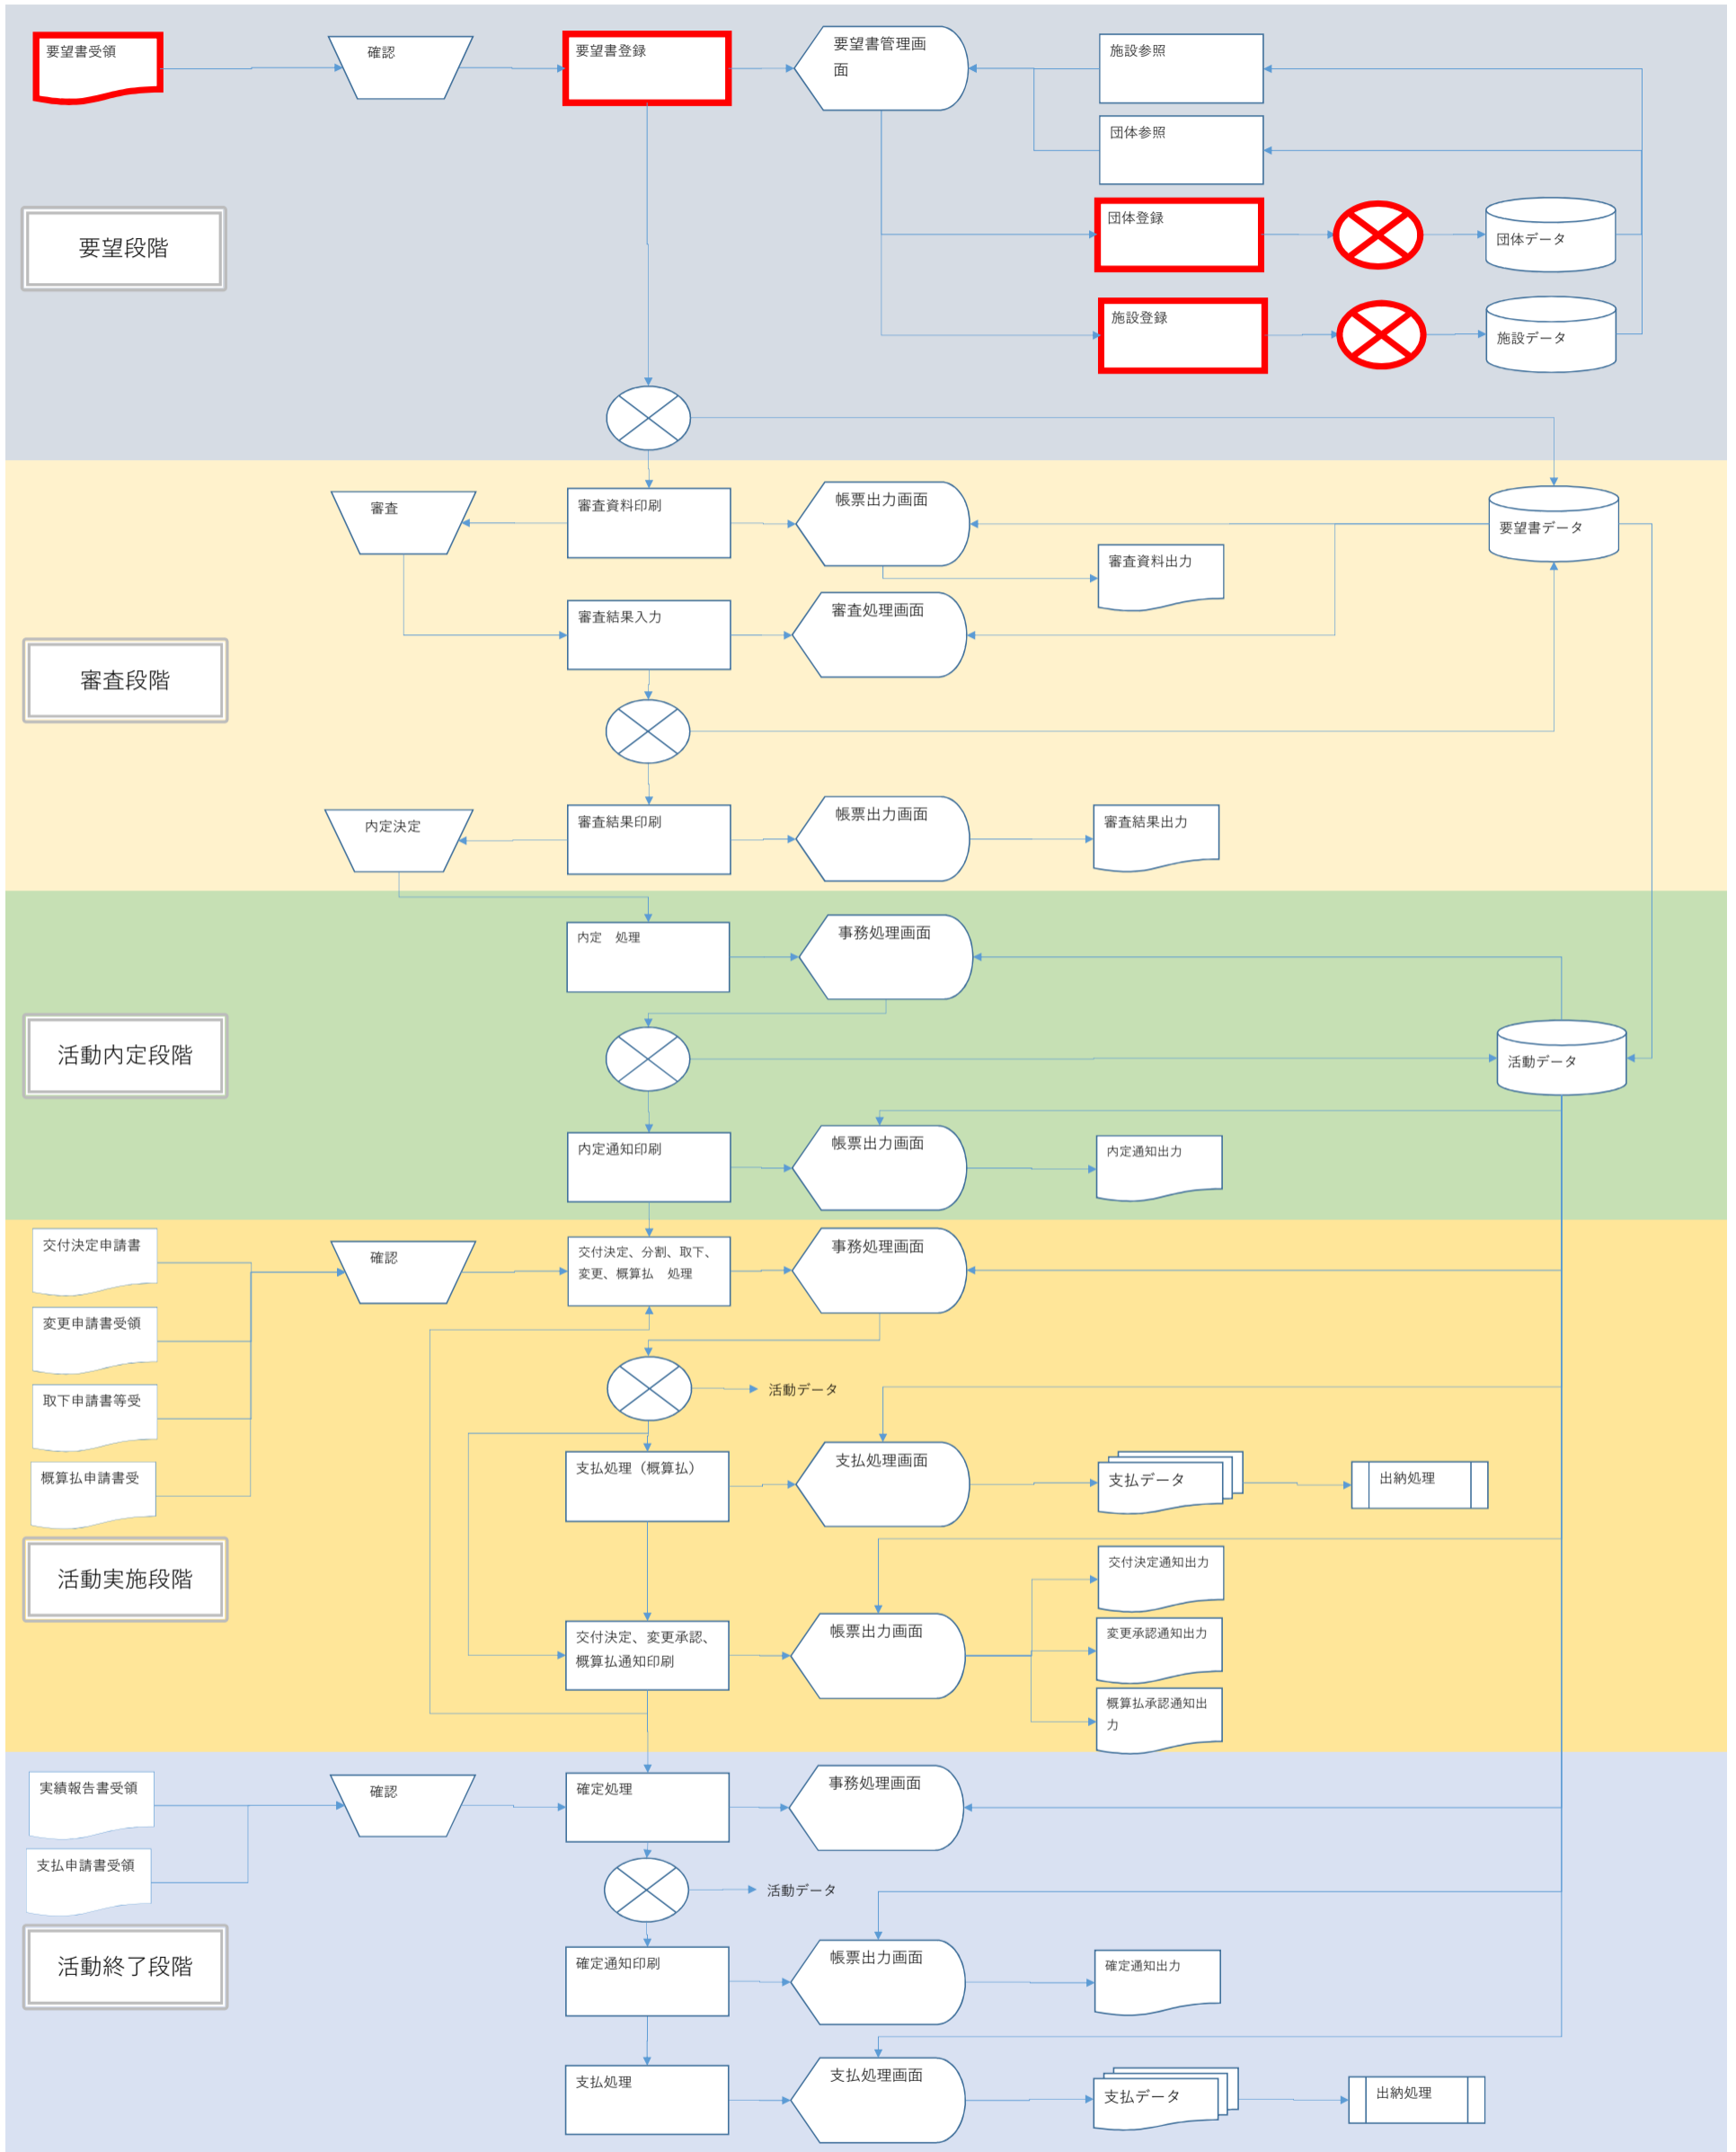 要望書受領
確認
要望書登録
要望書管理画
面
施設参照
団体参照
団体登録
団体データ
要望段階
施設登録
施設データ
審査
審査資料印刷
帳票出力画面
要望書データ
審査資料出力
審査結果入力
審査処理画面
審査段階
内定決定
審査結果印刷
帳票出力画面
審査結果出力
内定　処理
事務処理画面
活動内定段階
活動データ
内定通知印刷
帳票出力画面
内定通知出力
交付決定申請書
確認
交付決定、分割、取下、
変更、概算払　処理
事務処理画面
変更申請書受領
取下申請書等受
活動データ
概算払申請書受
支払処理（概算払）
支払処理画面
支払データ
出納処理
活動実施段階
交付決定通知出力
交付決定、変更承認、
概算払通知印刷
帳票出力画面
変更承認通知出力
概算払承認通知出
力
実績報告書受領
確認
確定処理
事務処理画面
支払申請書受領
活動データ
活動終了段階
確定通知印刷
帳票出力画面
確定通知出力
支払処理
支払処理画面
支払データ
出納処理